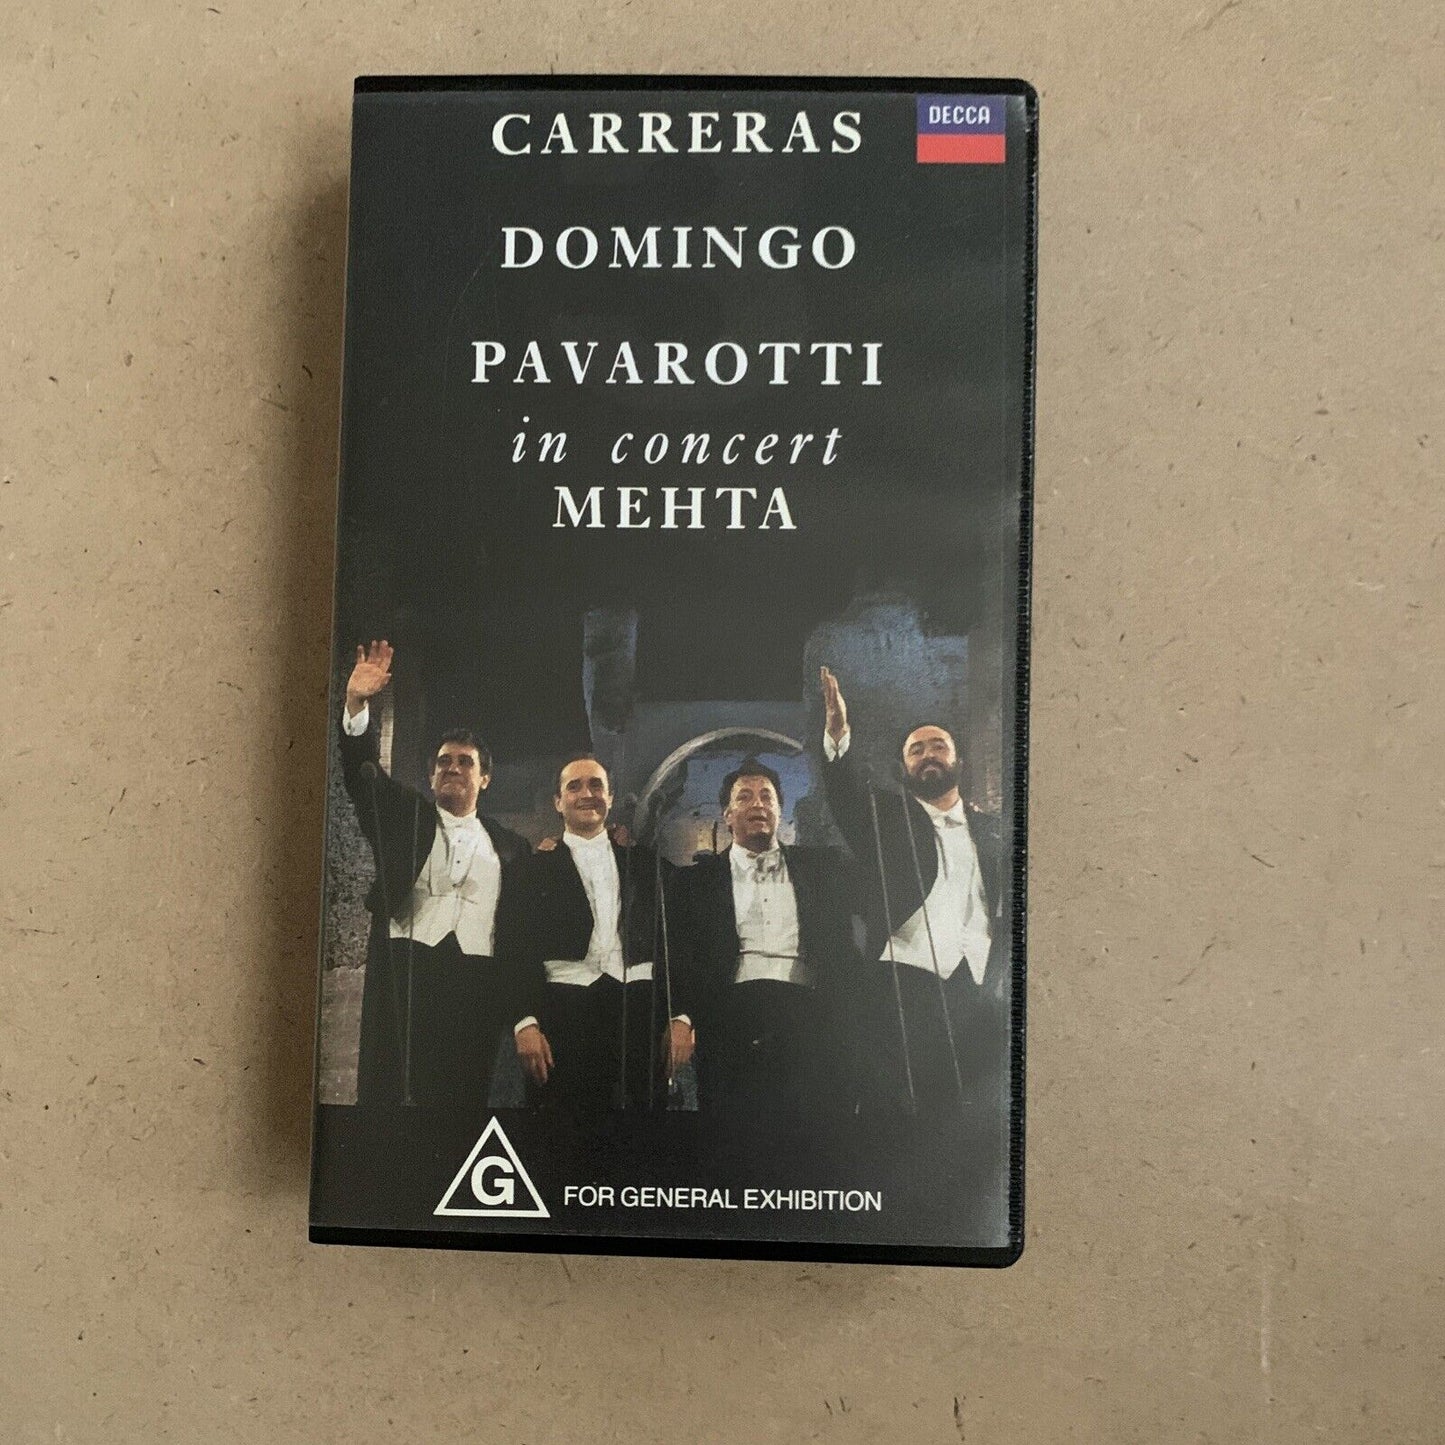 CARRERAS
DECCA
DOMINGO
PAVAROTTI
in concert
MEHTA
G
FOR GENERAL EXHIBITION